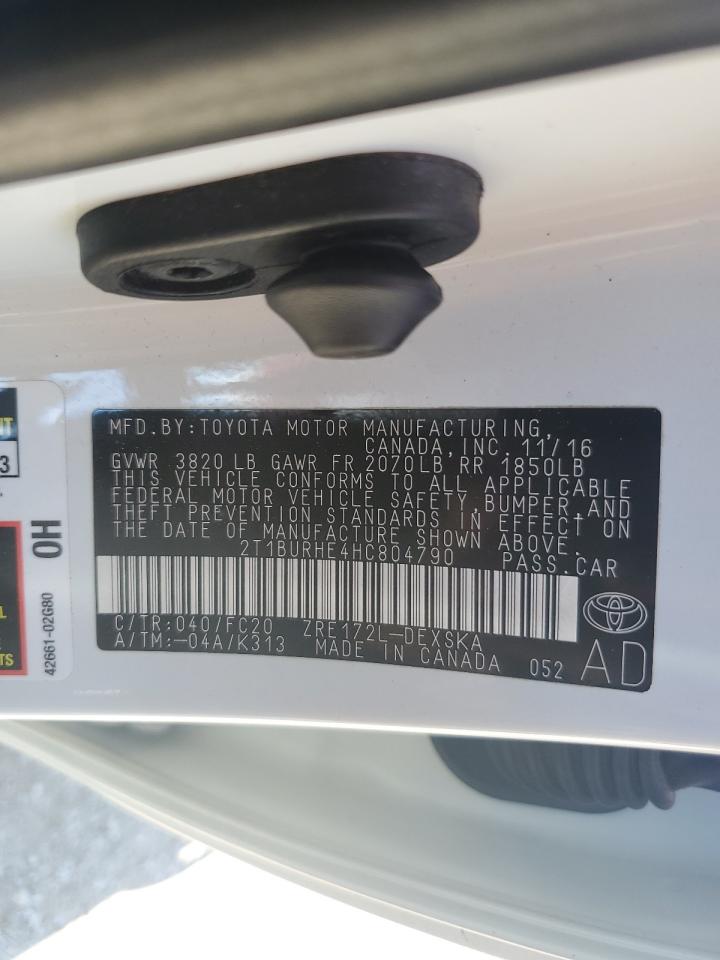 MFD.BY:TOYOTA MOTOR MANUFACTURING,
CANADA,INC. 11/16
GVWR 3820 LB GAWR FR 2070LB RR 1850LB
THIS VEHICLE CONFORMS TO ALL APPLICABLE
FEDERAL MOTOR VEHICLE SAFETY,BUMPER,AND
THEFT PREVENTION STANDARDS IN EFFECT ON
THE DATE OF MANUFACTURE SHOWN ABOVE.
2T1BURHE4HC804790 PASS.CAR
C/TR:040/FC20 ZRE172L-DEXSKA
A/TM:-04A/K313 MADE IN CANADA 052
AD
3
OH
42661-02G80
TS